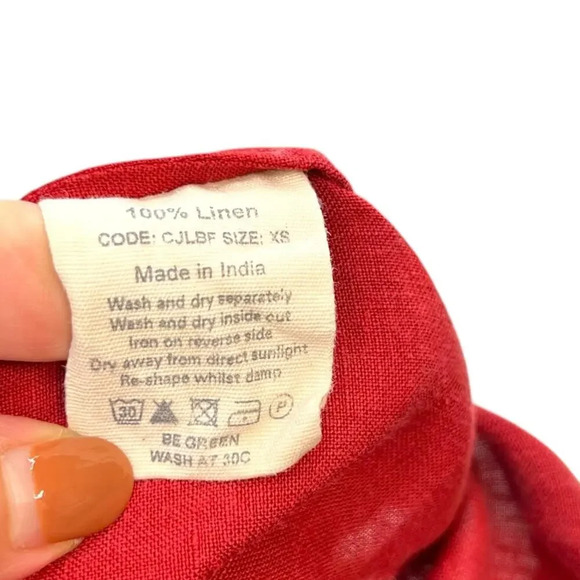 100% Linen
CODE: CJLBF SIZE: XS
Made in India
Wash and dry separately
Wash and dry inside out
Iron on reverse side
Dry away from direct sunlight
Re-shape whilst damp
30 P
BE GREEN
WASH AT 30C